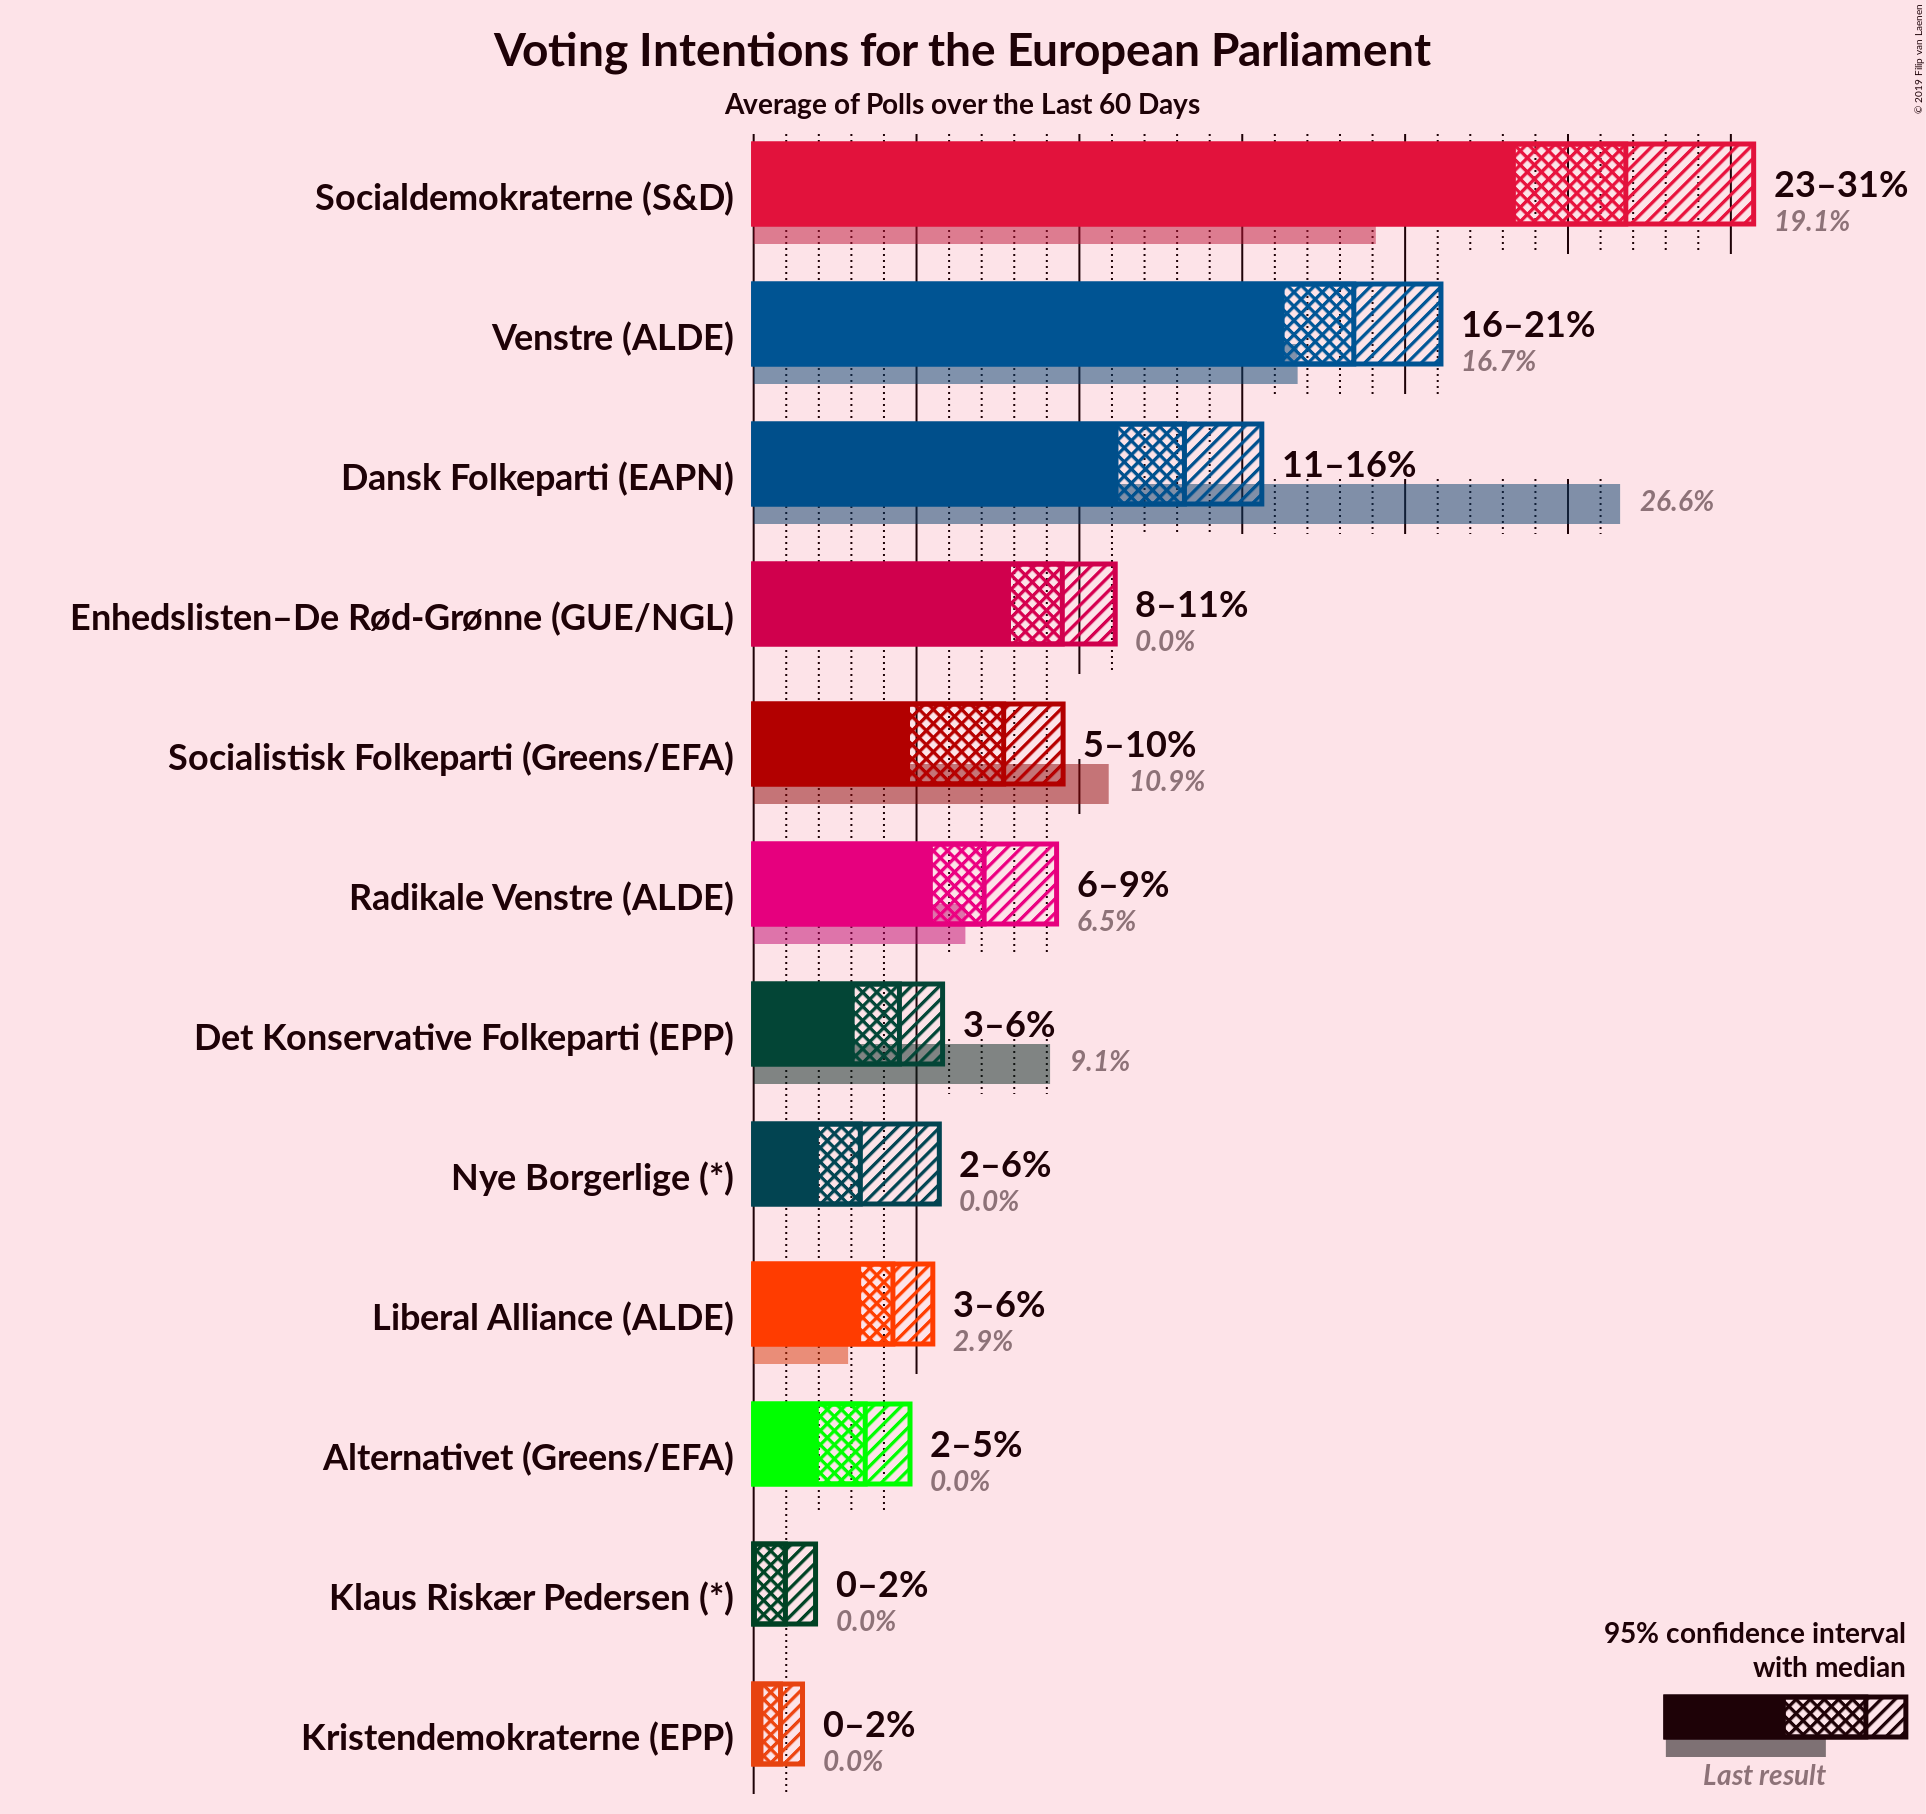 Voting Intentions for the European Parliament
Average of Polls over the Last 60 Days
© 2019 Filip van Laenen
Socialdemokraterne (S&D)
23–31%
19.1%
Venstre (ALDE)
16–21%
16.7%
Dansk Folkeparti (EAPN)
11–16%
26.6%
Enhedslisten–De Rød-Grønne (GUE/NGL)
8–11%
0.0%
Socialistisk Folkeparti (Greens/EFA)
5–10%
10.9%
Radikale Venstre (ALDE)
6–9%
6.5%
Det Konservative Folkeparti (EPP)
3–6%
9.1%
Nye Borgerlige (*)
2–6%
0.0%
Liberal Alliance (ALDE)
3–6%
2.9%
Alternativet (Greens/EFA)
2–5%
0.0%
Klaus Riskær Pedersen (*)
0–2%
0.0%
Kristendemokraterne (EPP)
0–2%
0.0%
95% confidence interval
with median
Last result